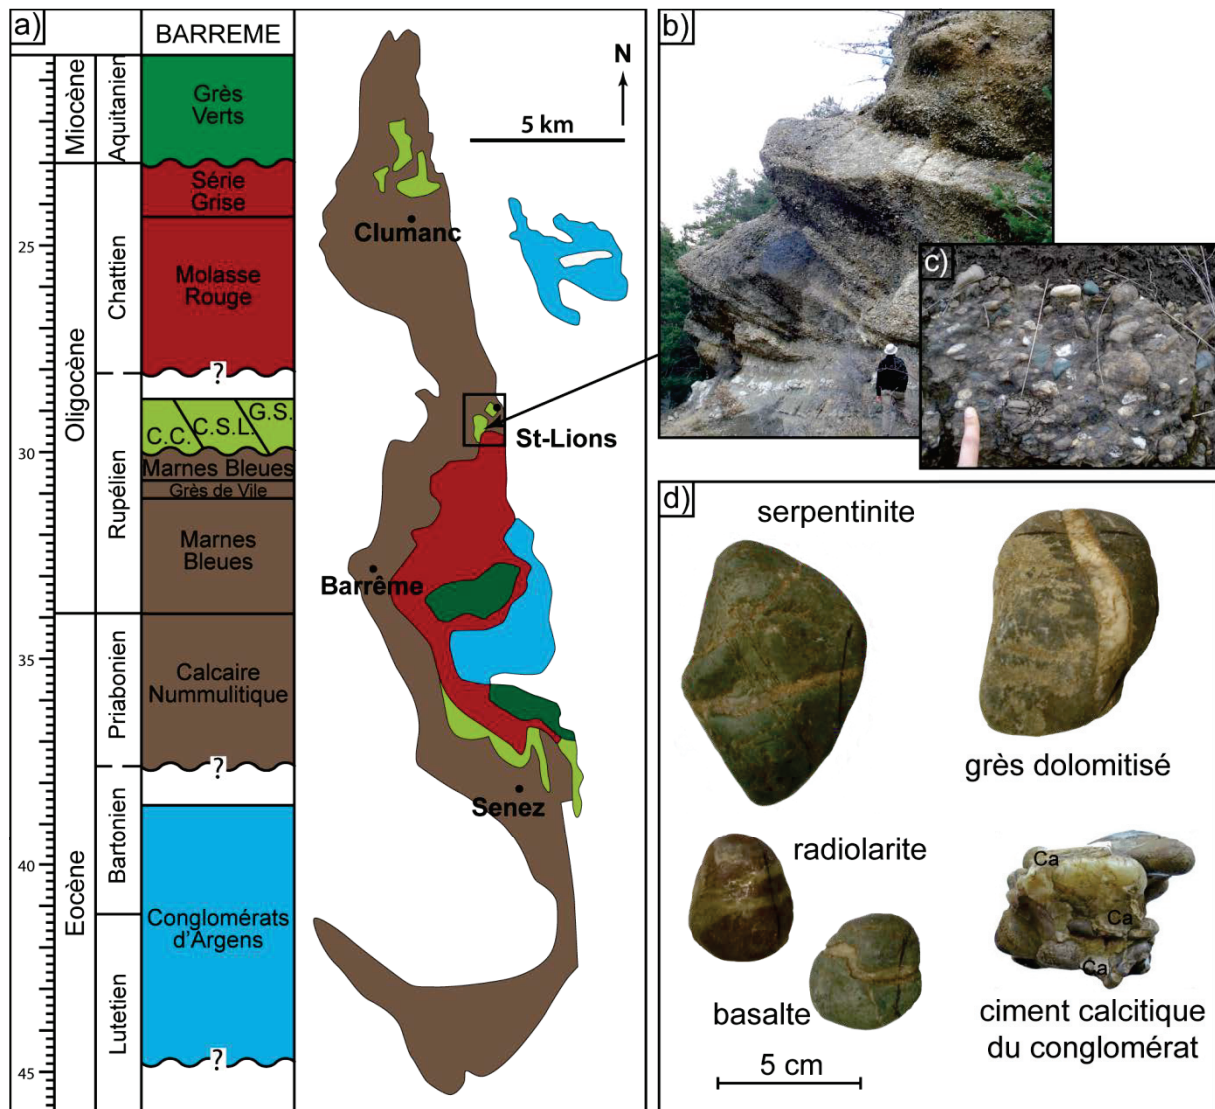 a)
BARREME
Miocène
Aquitanien
Grès
Verts
Série
Grise
25
Oligocène
Chattien
Molasse
Rouge
?
C.C.
C.S.L.
G.S.
30
Rupélien
Marnes Bleues
Grès de Vile
Marnes
Bleues
35
Eocène
Priabonien
Calcaire
Nummulitique
?
40
Bartonien
Conglomérats
d'Argens
Lutetien
?
45
N
5 km
Clumanc
St-Lions
Barrême
Senez
b)
c)
d)
serpentinite
grès dolomitisé
radiolarite
basalte
5 cm
Ca
Ca
Ca
ciment calcitique
du conglomérat